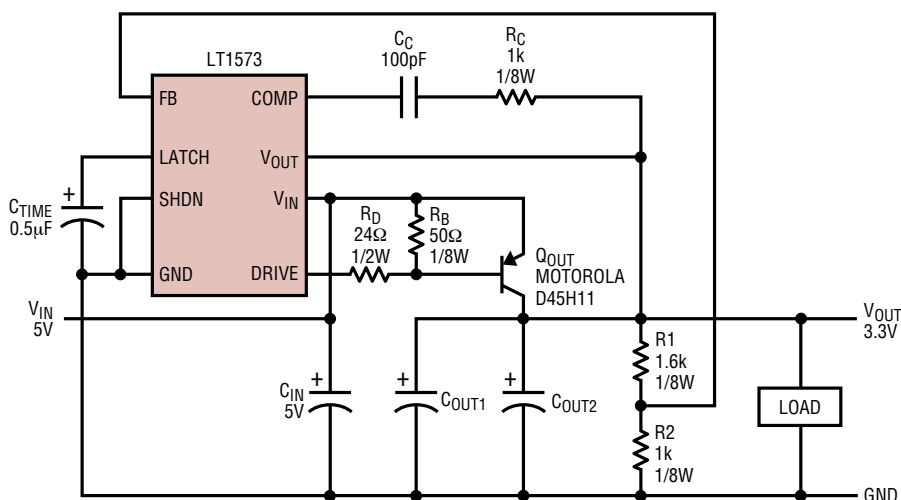 LT1573
FB
COMP
LATCH
VOUT
SHDN
VIN
GND
DRIVE
CC
100pF
RC
1k
1/8W
+
CTIME
0.5µF
RD
24Ω
1/2W
RB
50Ω
1/8W
QOUT
MOTOROLA
D45H11
VIN
5V
VOUT
3.3V
+
CIN
5V
+
COUT1
+
COUT2
R1
1.6k
1/8W
R2
1k
1/8W
LOAD
GND